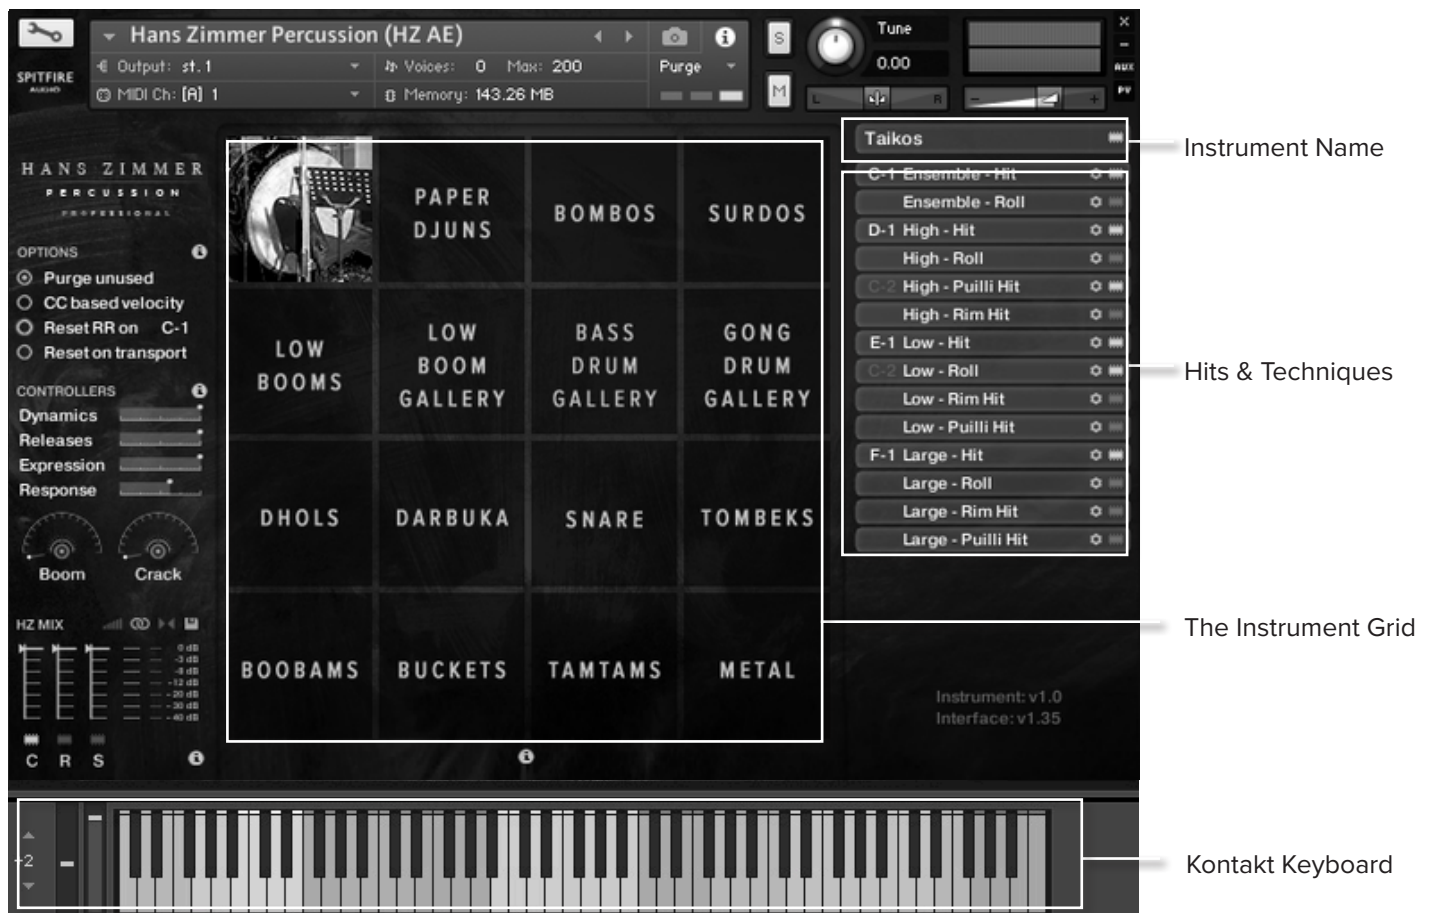 Hans Zimmer Percussion (HZ AE)
Output: st.1
Voices: 0 Max: 200
Purge
MIDI Ch: [A] 1
Memory: 143.26 MB
S
M
Tune
0.00
L
R
-
+
×
-
AUX
PV
SPITFIRE
AUDIO
HANS ZIMMER
PERCUSSION
PROFESSIONAL
OPTIONS
Purge unused
CC based velocity
Reset RR on C-1
Reset on transport
CONTROLLERS
Dynamics
Releases
Expression
Response
Boom
Crack
HZ MIX
0 dB
-3 dB
-12 dB
-20 dB
-30 dB
-40 dB
C
R
S
PAPER
DJUNS
BOMBOS
SURDOS
LOW
BOOMS
LOW
BOOM
GALLERY
BASS
DRUM
GALLERY
GONG
DRUM
GALLERY
DHOLS
DARBUKA
SNARE
TOMBEKS
BOOBAMS
BUCKETS
TAMTAMS
METAL
Taikos
C-1 Ensemble - Hit
Ensemble - Roll
D-1 High - Hit
High - Roll
C-2 High - Puilli Hit
High - Rim Hit
E-1 Low - Hit
C-2 Low - Roll
Low - Rim Hit
Low - Puilli Hit
F-1 Large - Hit
Large - Roll
Large - Rim Hit
Large - Puilli Hit
Instrument: v1.0
Interface: v1.35
Instrument Name
Hits & Techniques
The Instrument Grid
Kontakt Keyboard
+2